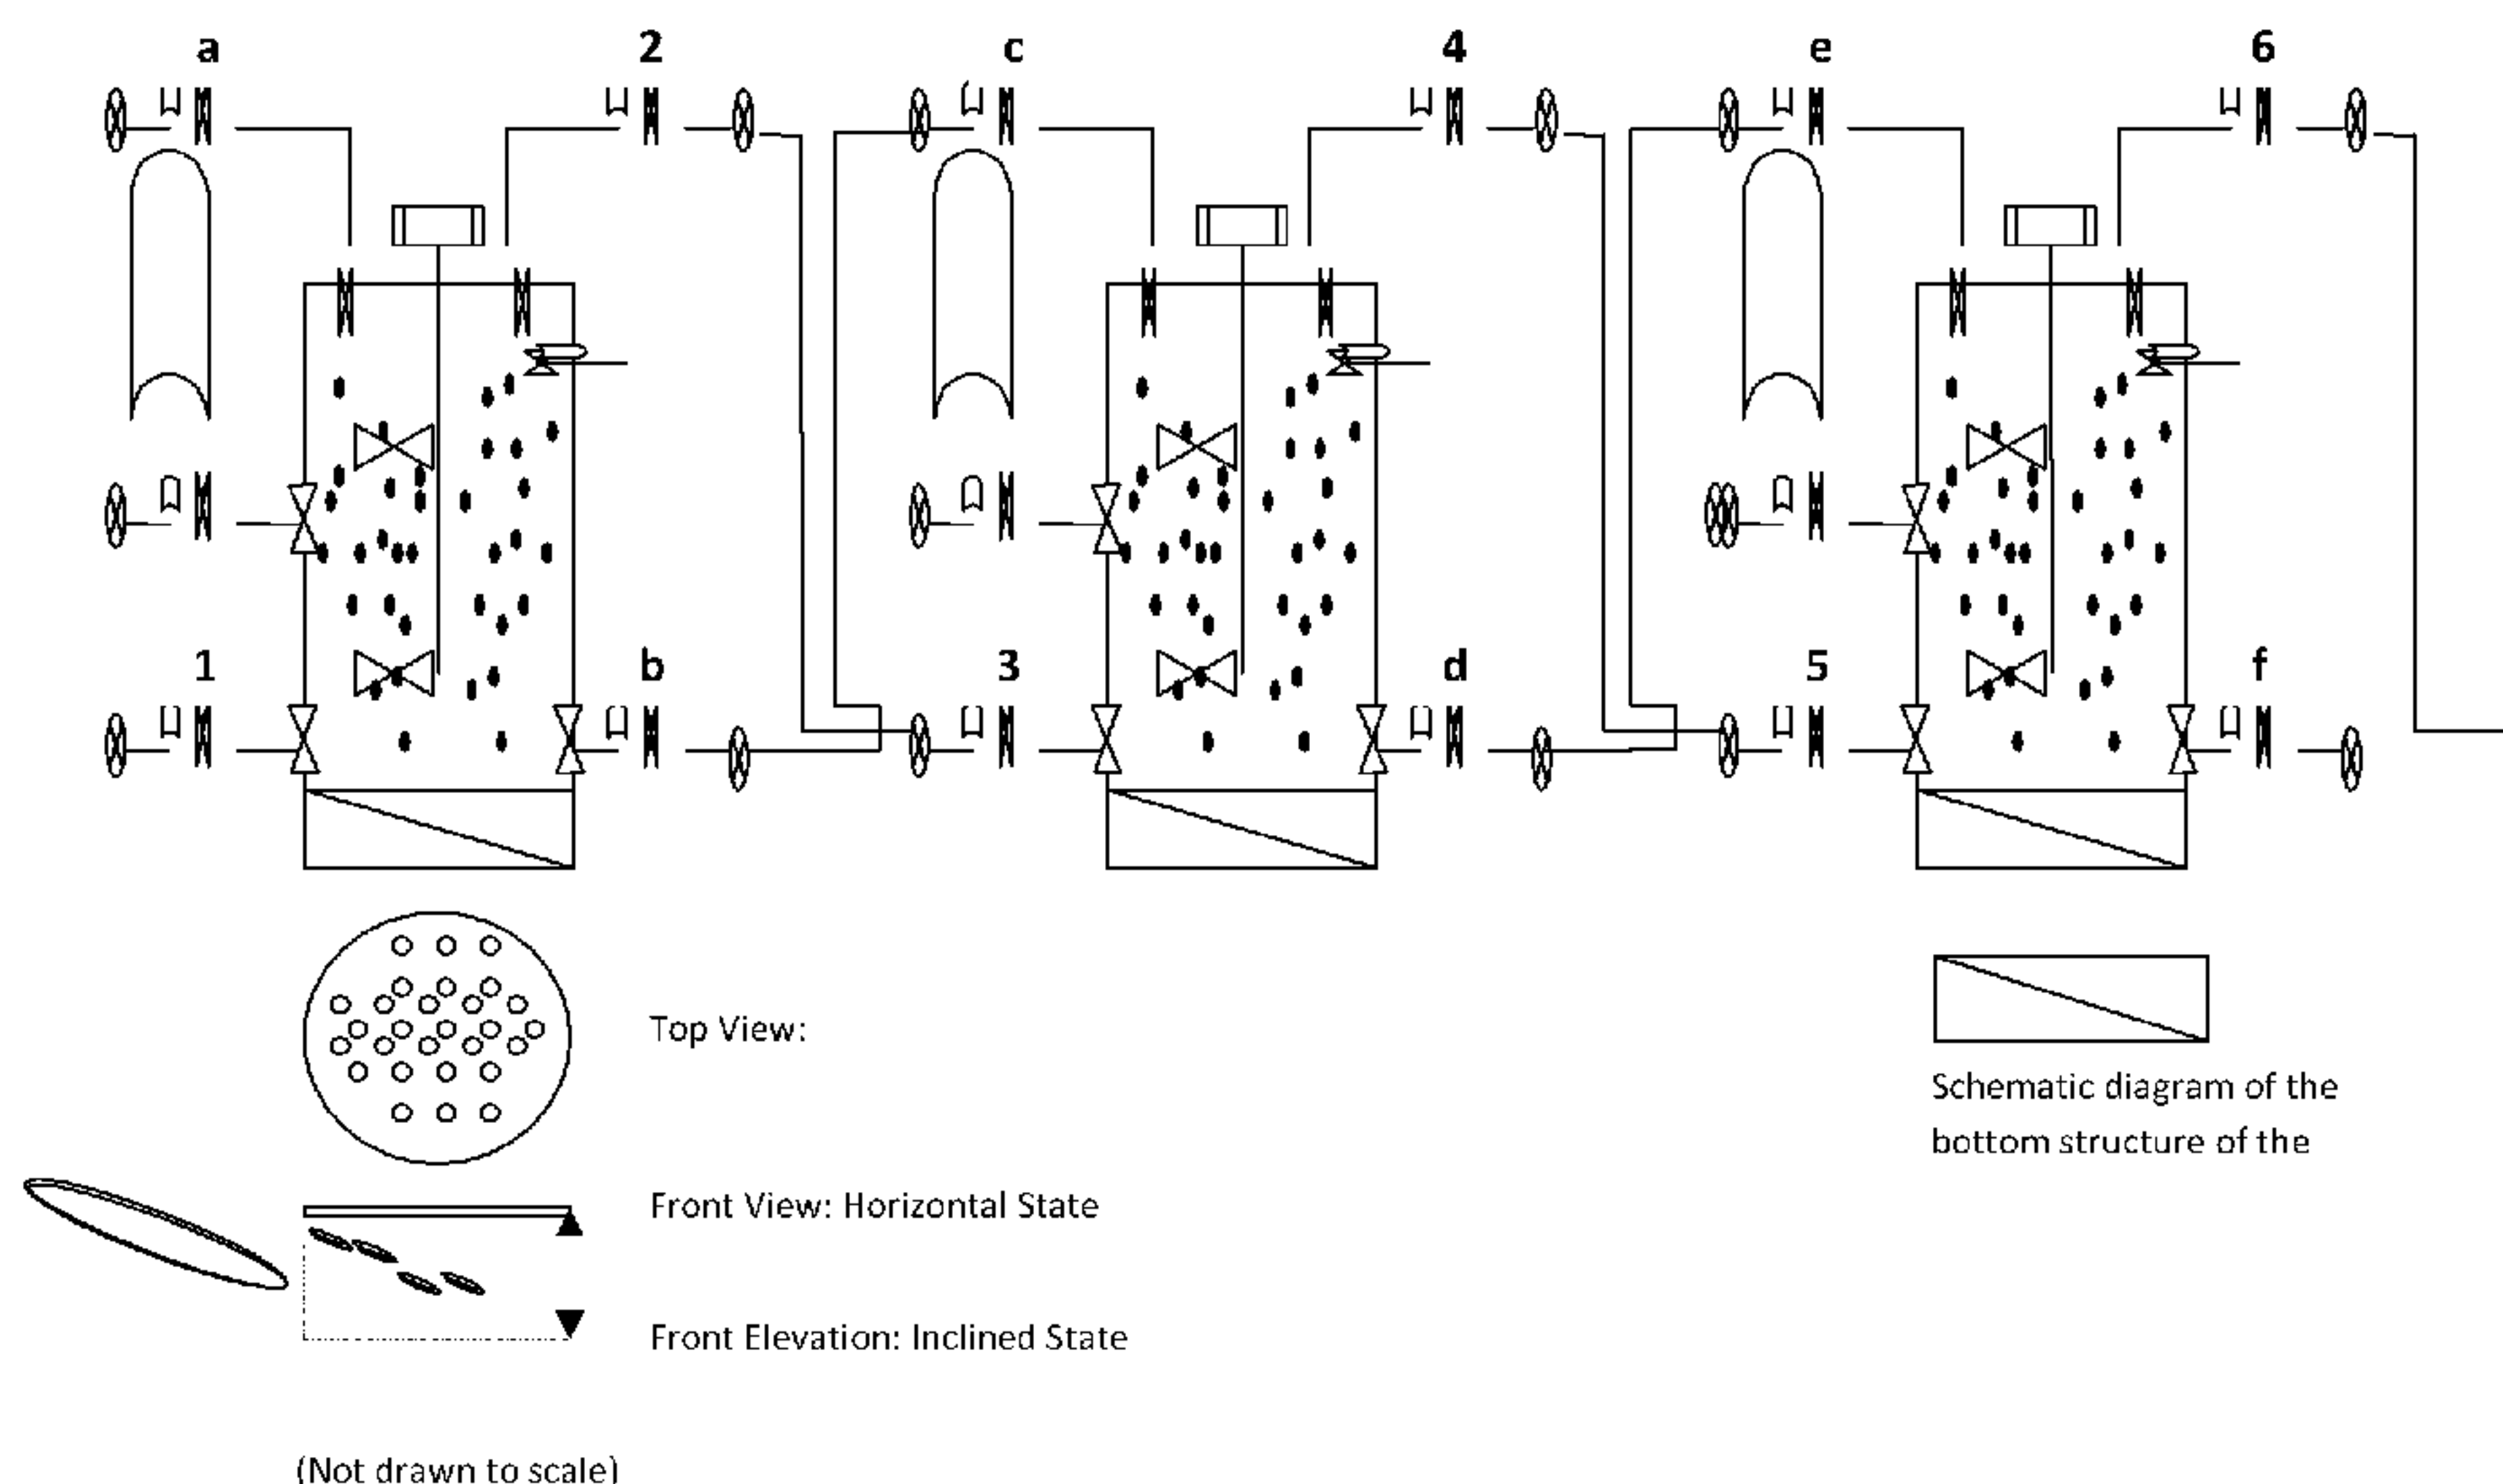 a 2 c 4 e 6
1 b 3 d 5 f
Top View:
Schematic diagram of the
bottom structure of the
Front View: Horizontal State
Front Elevation: Inclined State
(Not drawn to scale)